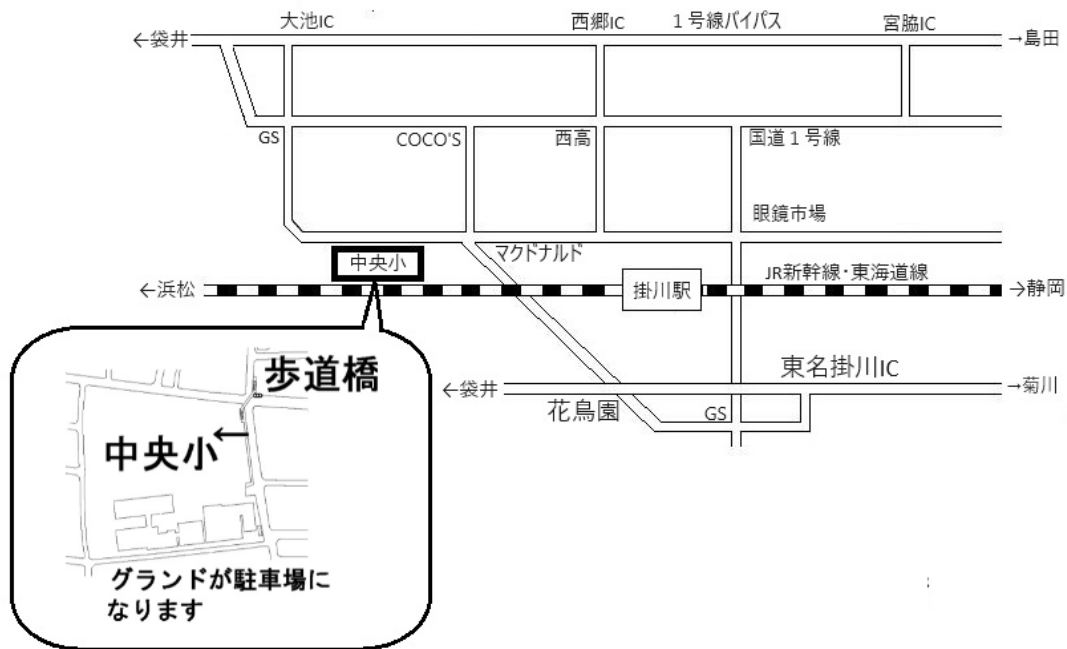 大池IC
西郷IC
1号線バイパス
宮脇IC
←袋井
→島田
GS
COCO'S
西高
国道1号線
眼鏡市場
マクドナルド
中央小
JR新幹線・東海道線
←浜松
掛川駅
→静岡
歩道橋
東名掛川IC
←袋井
→菊川
花鳥園
GS
中央小
←
グランドが駐車場に
なります